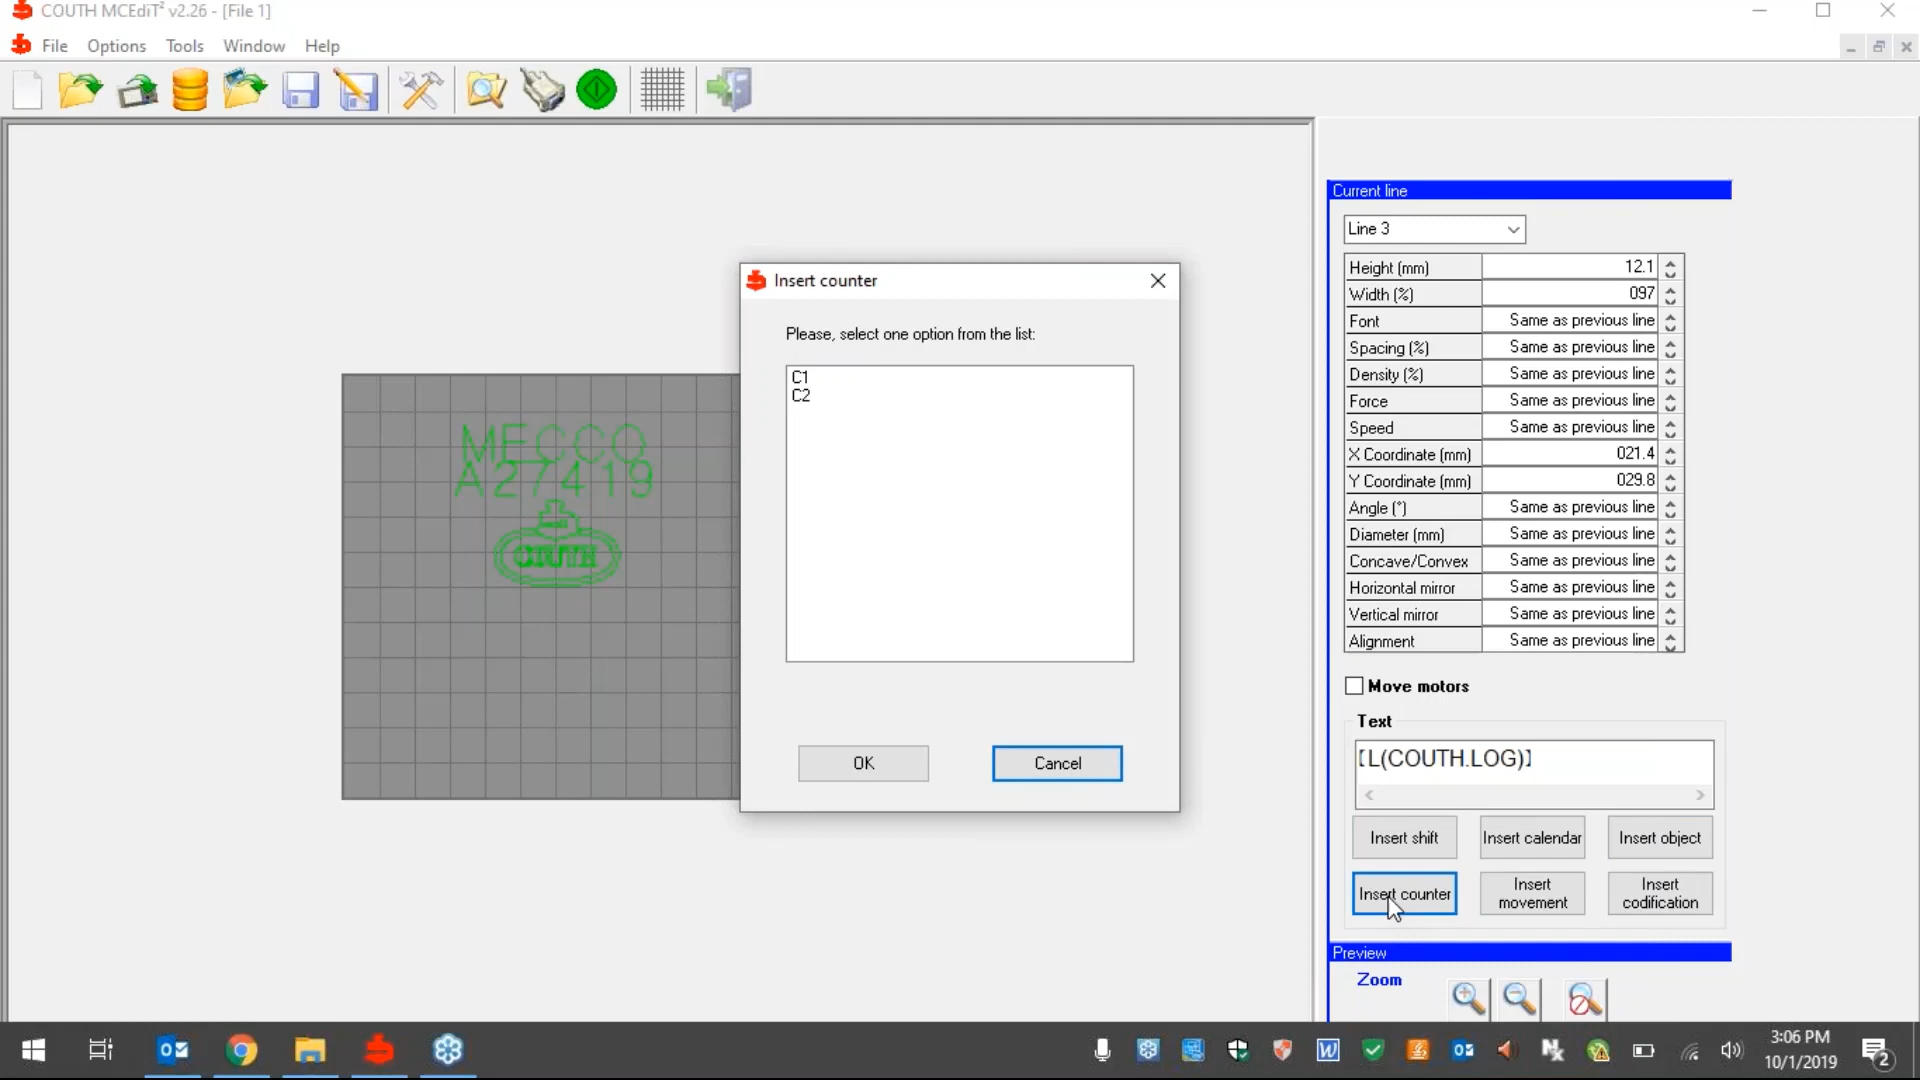 COUTH MCEdiT² v2.26 - [File 1]
File Options Tools Window Help
Current line
Line 3
Height (mm) 12.1
Width (%) 097
Font Same as previous line
Spacing (%) Same as previous line
Density (%) Same as previous line
Force Same as previous line
Speed Same as previous line
X Coordinate (mm) 021.4
Y Coordinate (mm) 029.8
Angle (°) Same as previous line
Diameter (mm) Same as previous line
Concave/Convex Same as previous line
Horizontal mirror Same as previous line
Vertical mirror Same as previous line
Alignment Same as previous line
Move motors
Text
【L(COUTH.LOG)】
Insert shift Insert calendar Insert object
Insert counter Insert movement Insert codification
Preview
Zoom
Insert counter
Please, select one option from the list:
C1
C2
OK Cancel
MECCO
A27419
COUTH
3:06 PM
10/1/2019
2